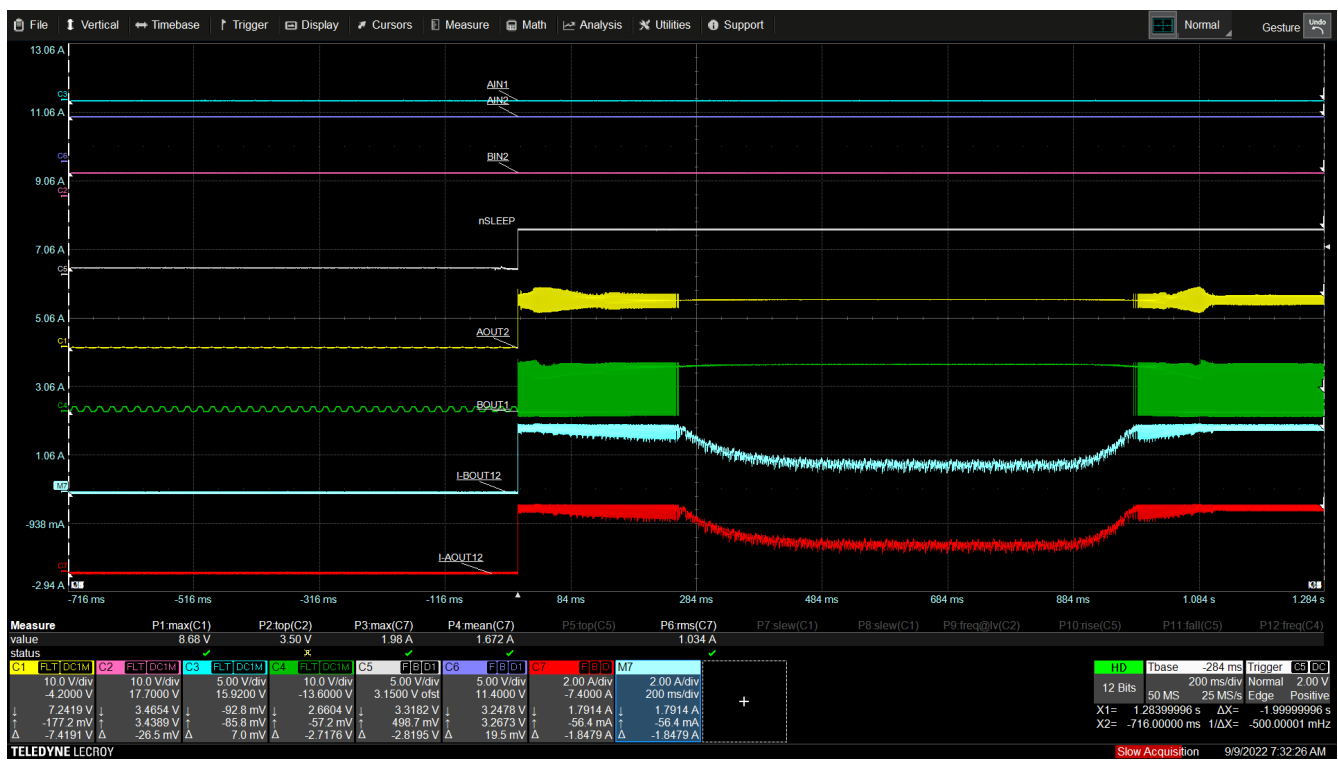 File Vertical Timebase Trigger Display Cursors Measure Math Analysis Utilities Support Normal Gesture Undo
13.06 A
C3
AIN1
AIN2
11.06 A
C6
BIN2
9.06 A
C2
nSLEEP
7.06 A
C5
5.06 A
AOUT2
C1
3.06 A
C4
BOUT1
1.06 A
I-BOUT12
M7
-938 mA
I-AOUT12
C7
-2.94 A
-716 ms -516 ms -316 ms -116 ms 84 ms 284 ms 484 ms 684 ms 884 ms 1.084 s 1.284 s
Measure P1:max(C1) P2:top(C2) P3:max(C7) P4:mean(C7) P5:top(C5) P6:rms(C7) P7:slew(C1) P8:slew(C1) P9:freq@lv(C2) P10:rise(C5) P11:fall(C5) P12:freq(C4)
value 8.68 V 3.50 V 1.98 A 1.672 A 1.034 A
status
C1 FLT DC1M C2 FLT DC1M C3 FLT DC1M C4 FLT DC1M C5 F B D1 C6 F B D1 C7 F B D M7 HD Tbase -284 ms Trigger C5 DC
10.0 V/div 10.0 V/div 5.00 V/div 10.0 V/div 5.00 V/div 5.00 V/div 2.00 A/div 2.00 A/div 12 Bits 200 ms/div Normal 2.00 V
-4.2000 V 17.7000 V 15.9200 V -13.6000 V 3.1500 V ofst 11.4000 V -7.4000 A 200 ms/div 50 MS 25 MS/s Edge Positive
↓ 7.2419 V ↓ 3.4654 V ↓ -92.8 mV ↓ 2.6604 V ↓ 3.3182 V ↓ 3.2478 V ↓ 1.7914 A ↓ 1.7914 A X1= 1.28399996 s ΔX= -1.99999996 s
↑ -177.2 mV ↑ 3.4389 V ↑ -85.8 mV ↑ -57.2 mV ↑ 498.7 mV ↑ 3.2673 V ↑ -56.4 mA ↑ -56.4 mA X2= -716.00000 ms 1/ΔX= -500.00001 mHz
Δ -7.4191 V Δ -26.5 mV Δ 7.0 mV Δ -2.7176 V Δ -2.8195 V Δ 19.5 mV Δ -1.8479 A Δ -1.8479 A
+
TELEDYNE LECROY Slow Acquisition 9/9/2022 7:32:26 AM